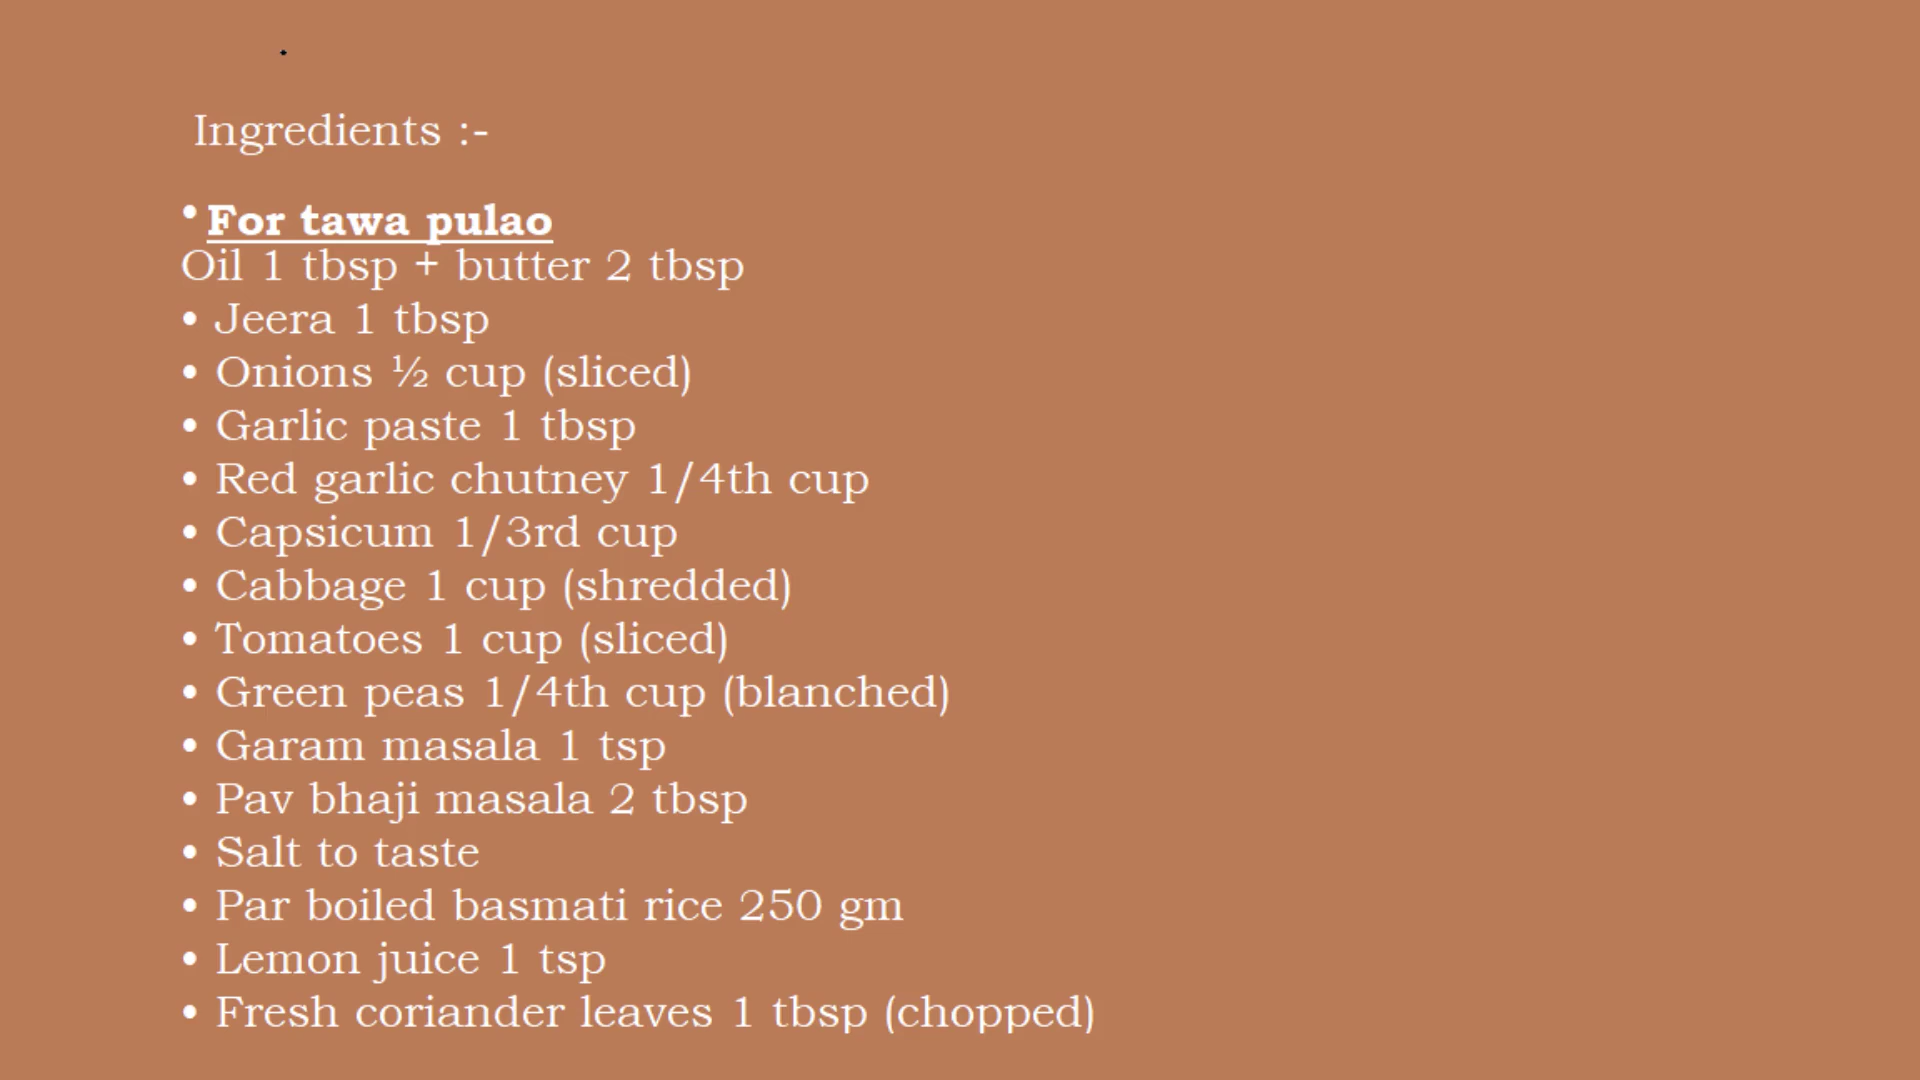 Ingredients :-
• For tawa pulao
Oil 1 tbsp + butter 2 tbsp
• Jeera 1 tbsp
• Onions ½ cup (sliced)
• Garlic paste 1 tbsp
• Red garlic chutney 1/4th cup
• Capsicum 1/3rd cup
• Cabbage 1 cup (shredded)
• Tomatoes 1 cup (sliced)
• Green peas 1/4th cup (blanched)
• Garam masala 1 tsp
• Pav bhaji masala 2 tbsp
• Salt to taste
• Par boiled basmati rice 250 gm
• Lemon juice 1 tsp
• Fresh coriander leaves 1 tbsp (chopped)